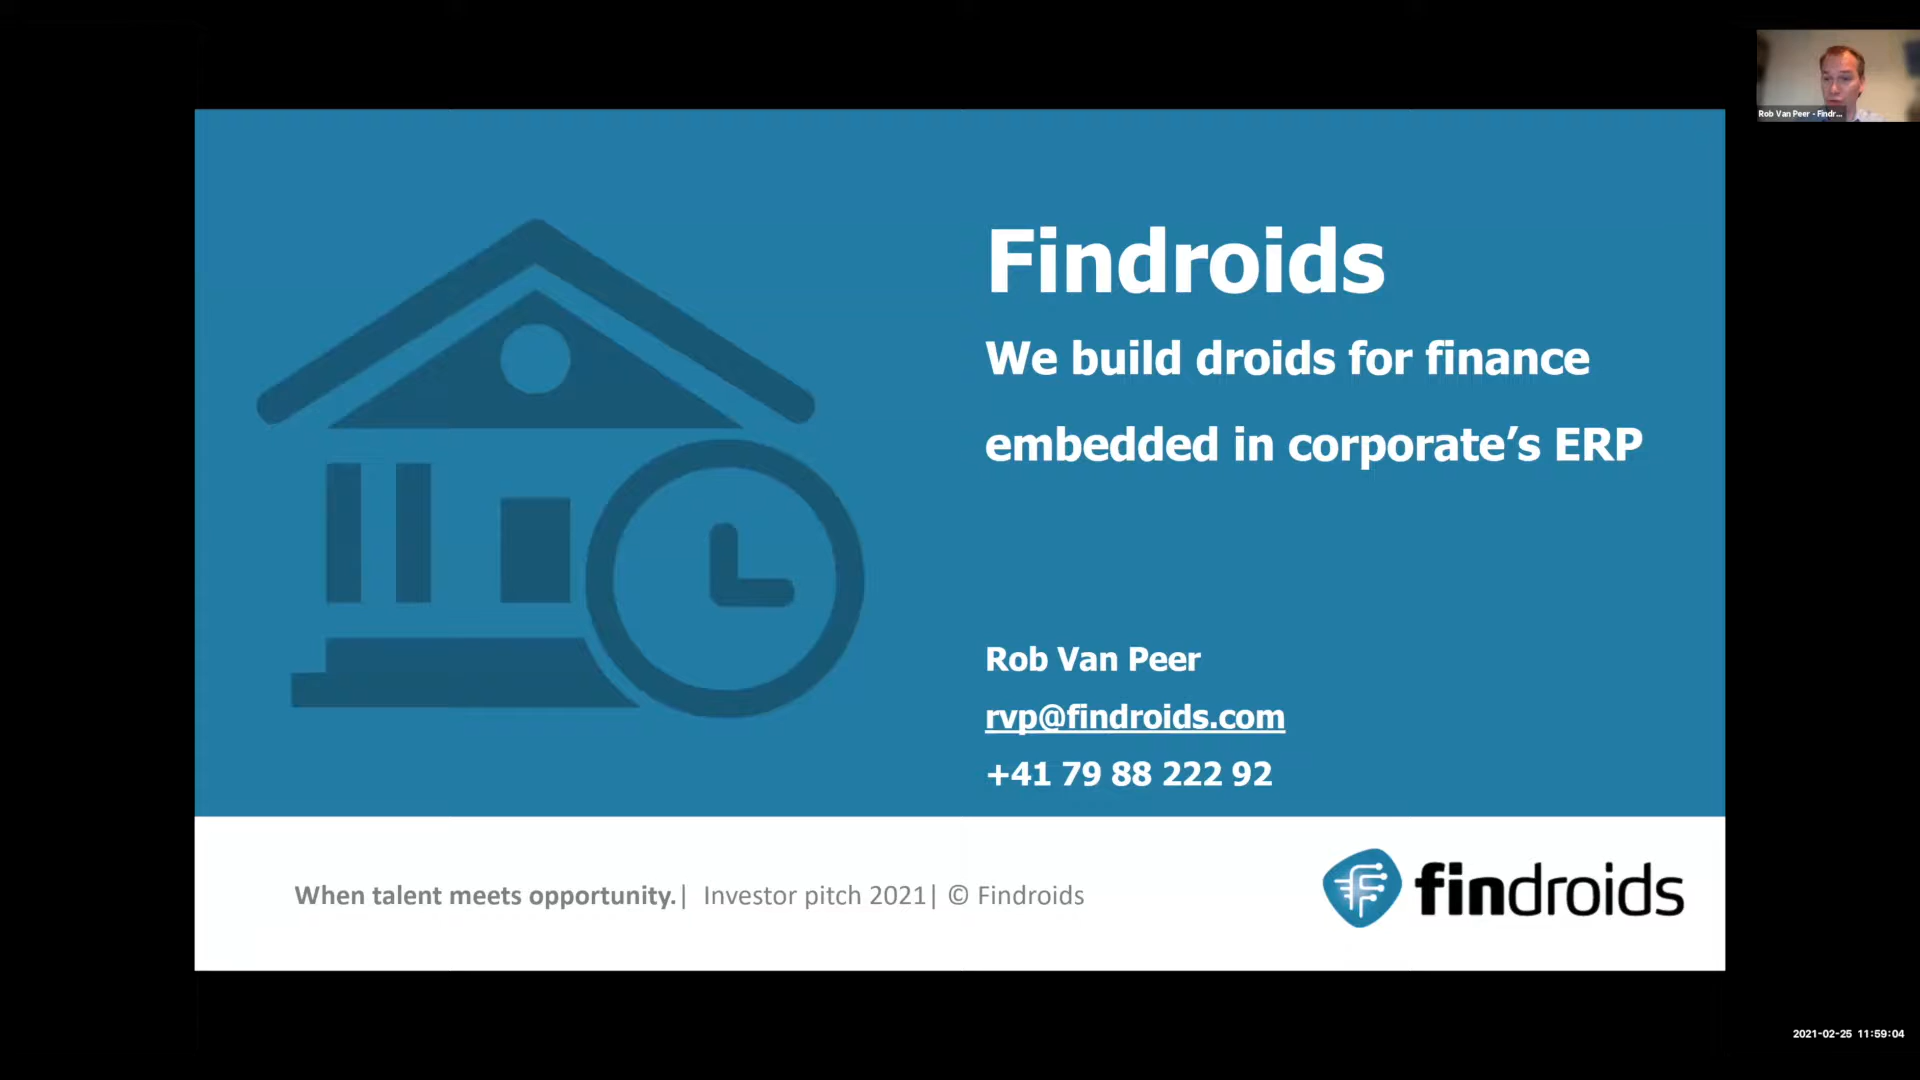 Rob Van Peer - Findr...
Findroids
We build droids for finance
embedded in corporate’s ERP
Rob Van Peer
rvp@findroids.com
+41 79 88 222 92
When talent meets opportunity.| Investor pitch 2021| © Findroids
findroids
2021-02-25 11:59:04